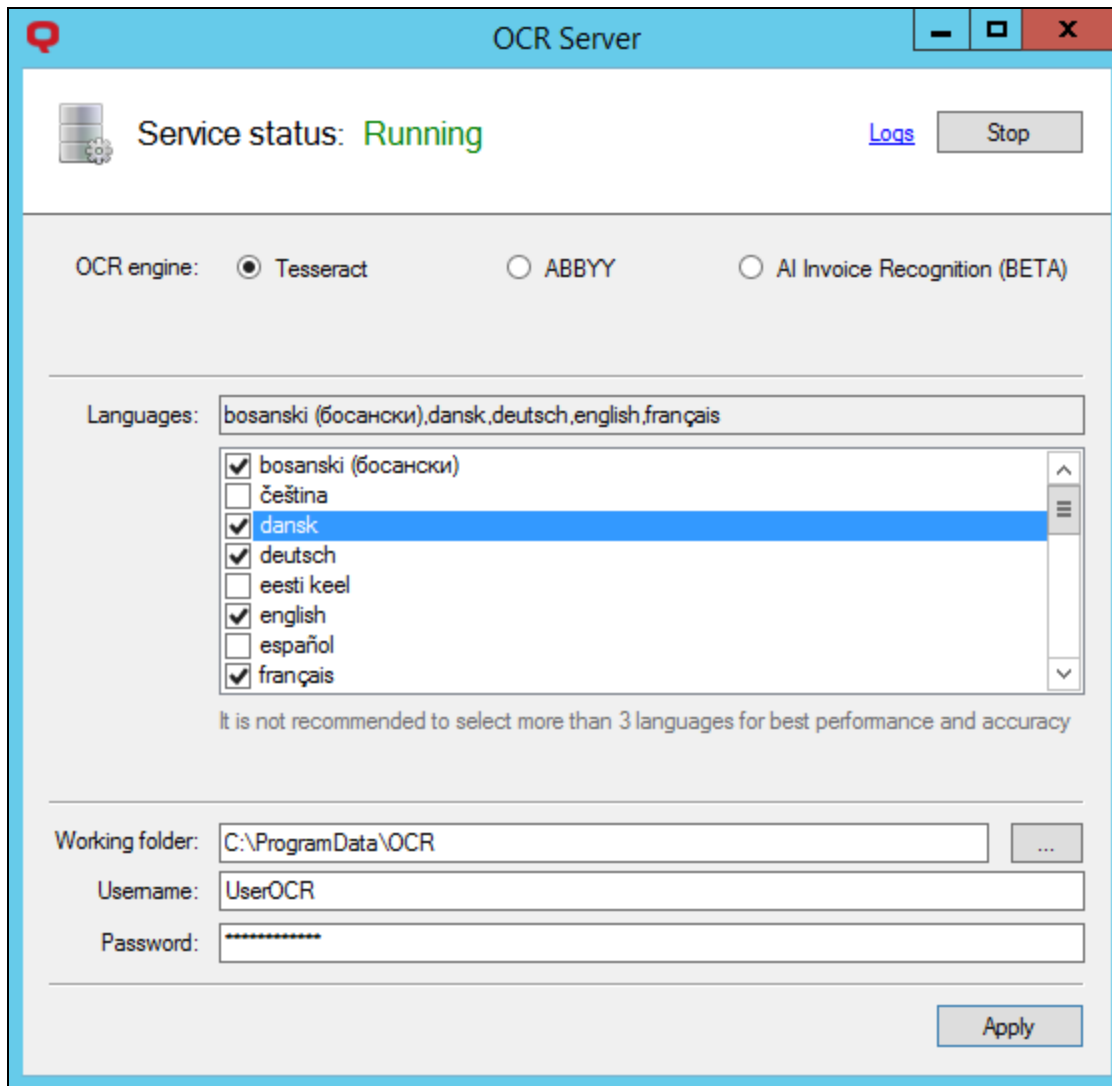 OCR Server
Service status: Running Logs Stop
OCR engine: Tesseract ABBYY AI Invoice Recognition (BETA)
Languages: bosanski (босански),dansk,deutsch,english,français
bosanski (босански)
čeština
dansk
deutsch
eesti keel
english
español
français
It is not recommended to select more than 3 languages for best performance and accuracy
Working folder: C:\ProgramData\OCR ...
Username: UserOCR
Password: ************
Apply